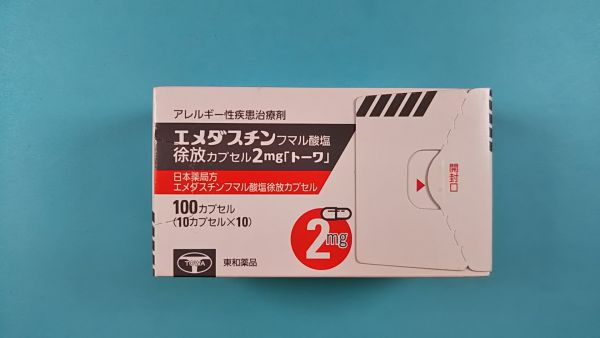 アレルギー性疾患治療剤
エメダスチンフマル酸塩
徐放カプセル2mg「トーワ」
日本薬局方
エメダスチンフマル酸塩徐放カプセル
100カプセル
(10カプセル×10)
2mg
開封口
TOWA
東和薬品